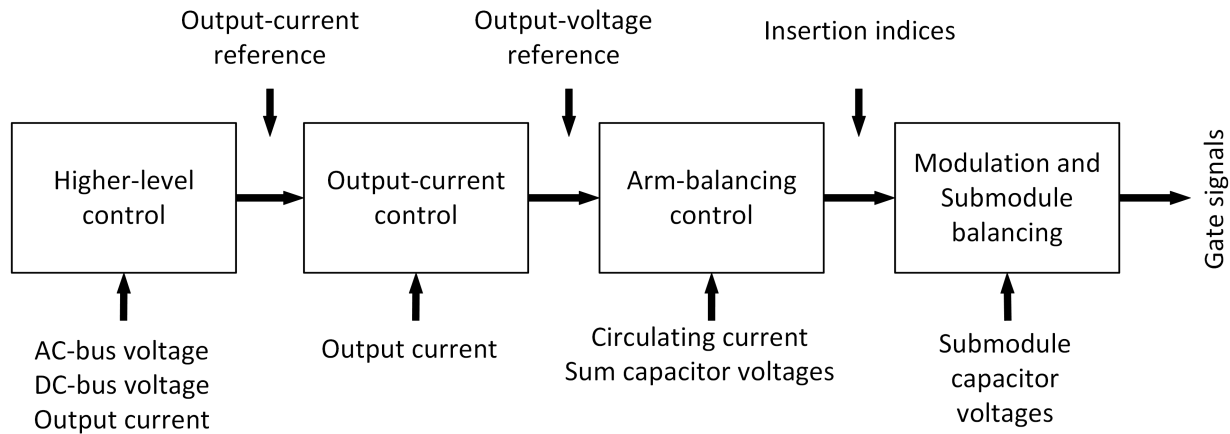 Output-current
reference
Output-voltage
reference
Insertion indices
Higher-level
control
Output-current
control
Arm-balancing
control
Modulation and
Submodule
balancing
Gate signals
AC-bus voltage
DC-bus voltage
Output current
Output current
Circulating current
Sum capacitor voltages
Submodule
capacitor
voltages